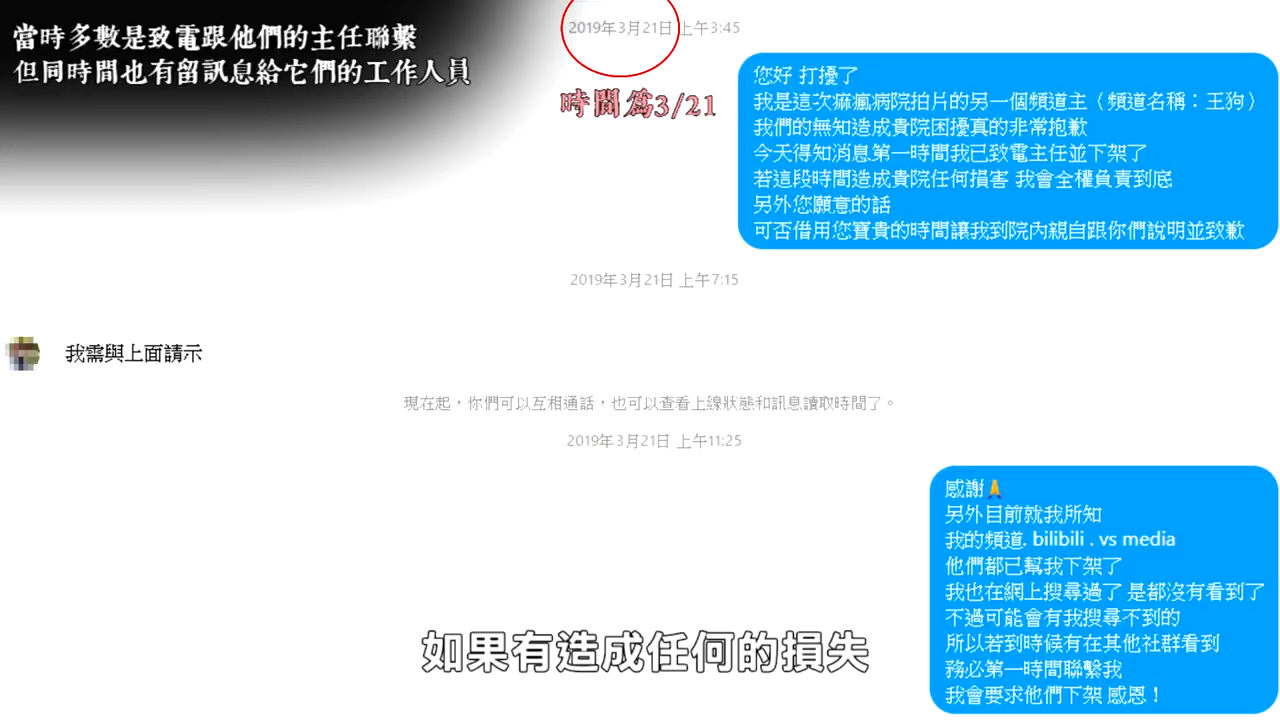 當時多數是致電跟他們的主任聯繫
但同時間也有留訊息給它們的工作人員
2019年3月21日 上午3:45
時間為3/21
您好 打擾了
我是這次痲瘋病院拍片的另一個頻道主（頻道名稱：王狗）
我們的無知造成貴院困擾真的非常抱歉
今天得知消息第一時間我已致電主任並下架了
若這段時間造成貴院任何損害 我會全權負責到底
另外您願意的話
可否借用您寶貴的時間讓我到院內親自跟你們說明並致歉
2019年3月21日 上午7:15
我需與上面請示
現在起，你們可以互相通話，也可以查看上線狀態和訊息讀取時間了。
2019年3月21日 上午11:25
感謝🙏
另外目前就我所知
我的頻道. bilibili . vs media
他們都已幫我下架了
我也在網上搜尋過了 是都沒有看到了
不過可能會有我搜尋不到的
所以若到時候有在其他社群看到
務必第一時間聯繫我
我會要求他們下架 感恩！
如果有造成任何的損失